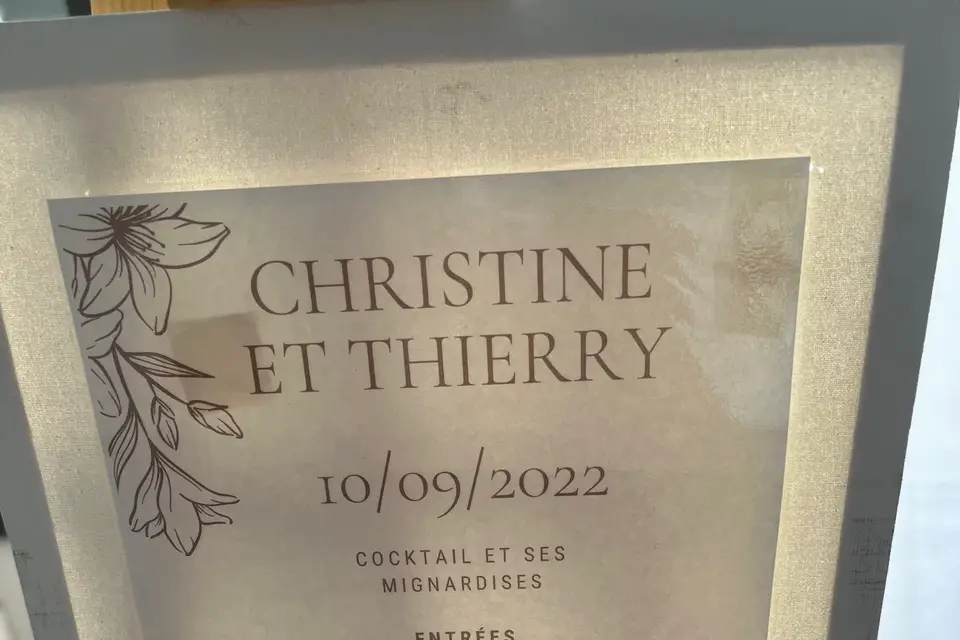 CHRISTINE
ET THIERRY
10/09/2022
COCKTAIL ET SES
MIGNARDISES
ENTRÉES